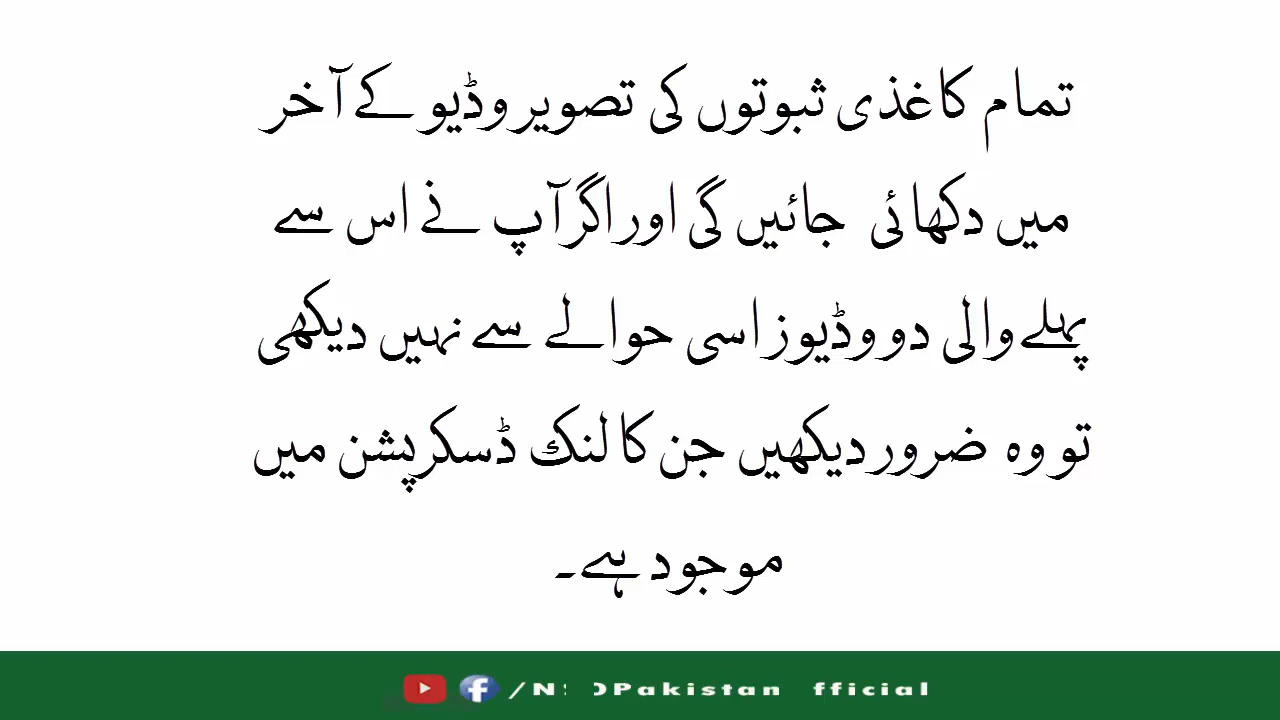 تمام کاغذی ثبوتوں کی تصویر وڈیو کے آخر
میں دکھائی جائیں گی اور اگر آپ نے اس سے
پہلے والی دو وڈیوز اسی حوالے سے نہیں دیکھی
تو وہ ضرور دیکھیں جن کا لنک ڈسکرپشن میں
موجود ہے۔